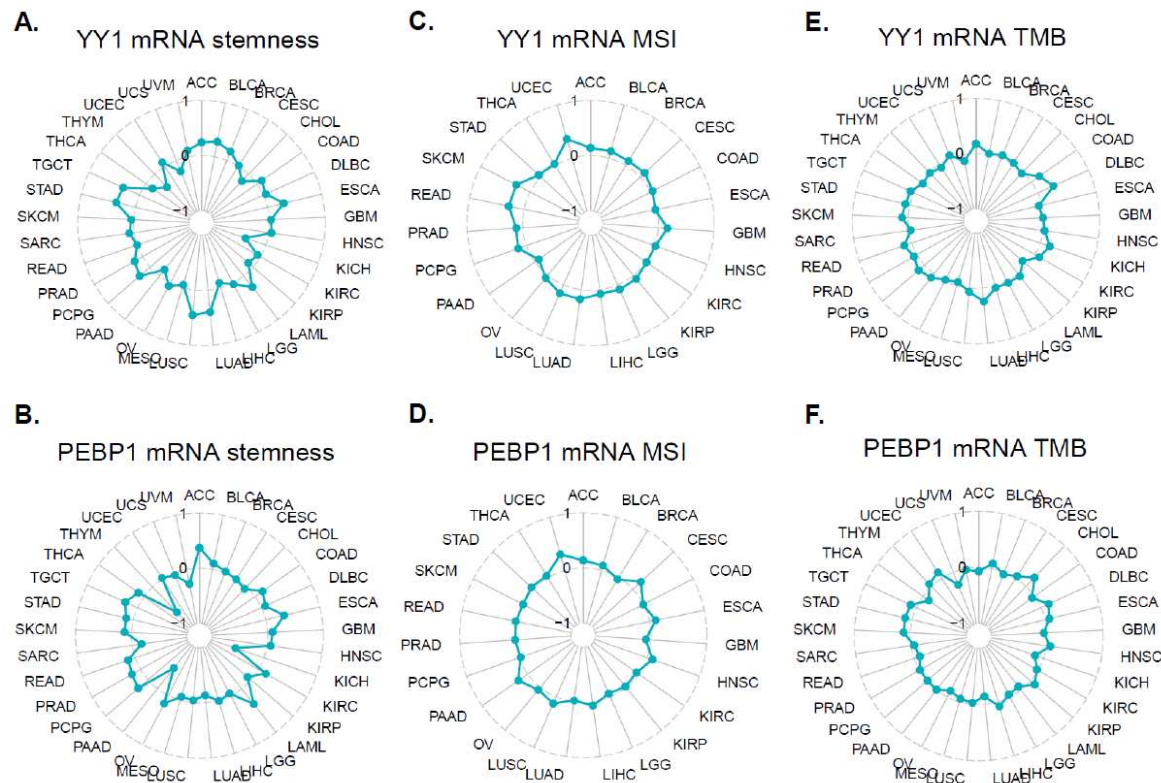 A.
YY1 mRNA stemness
ACC
BLCA
BRCA
CESC
CHOL
COAD
DLBC
ESCA
GBM
HNSC
KICH
KIRC
KIRP
LAML
LGG
LIHC
LUAD
LUSC
MESO
OV
PAAD
PCPG
PRAD
READ
SARC
SKCM
STAD
TGCT
THCA
THYM
UCEC
UCS
UVM
1
0
−1
C.
YY1 mRNA MSI
ACC
BLCA
BRCA
CESC
COAD
ESCA
GBM
HNSC
KIRC
KIRP
LGG
LIHC
LUAD
LUSC
OV
PAAD
PCPG
PRAD
READ
SKCM
STAD
THCA
UCEC
1
0
−1
E.
YY1 mRNA TMB
ACC
BLCA
BRCA
CESC
CHOL
COAD
DLBC
ESCA
GBM
HNSC
KICH
KIRC
KIRP
LAML
LGG
LIHC
LUAD
LUSC
MESO
OV
PAAD
PCPG
PRAD
READ
SARC
SKCM
STAD
TGCT
THCA
THYM
UCEC
UCS
UVM
1
0
−1
B.
PEBP1 mRNA stemness
ACC
BLCA
BRCA
CESC
CHOL
COAD
DLBC
ESCA
GBM
HNSC
KICH
KIRC
KIRP
LAML
LGG
LIHC
LUAD
LUSC
MESO
OV
PAAD
PCPG
PRAD
READ
SARC
SKCM
STAD
TGCT
THCA
THYM
UCEC
UCS
UVM
1
0
−1
D.
PEBP1 mRNA MSI
ACC
BLCA
BRCA
CESC
COAD
ESCA
GBM
HNSC
KIRC
KIRP
LGG
LIHC
LUAD
LUSC
OV
PAAD
PCPG
PRAD
READ
SKCM
STAD
THCA
UCEC
1
0
−1
F.
PEBP1 mRNA TMB
ACC
BLCA
BRCA
CESC
CHOL
COAD
DLBC
ESCA
GBM
HNSC
KICH
KIRC
KIRP
LAML
LGG
LIHC
LUAD
LUSC
MESO
OV
PAAD
PCPG
PRAD
READ
SARC
SKCM
STAD
TGCT
THCA
THYM
UCEC
UCS
UVM
1
0
−1